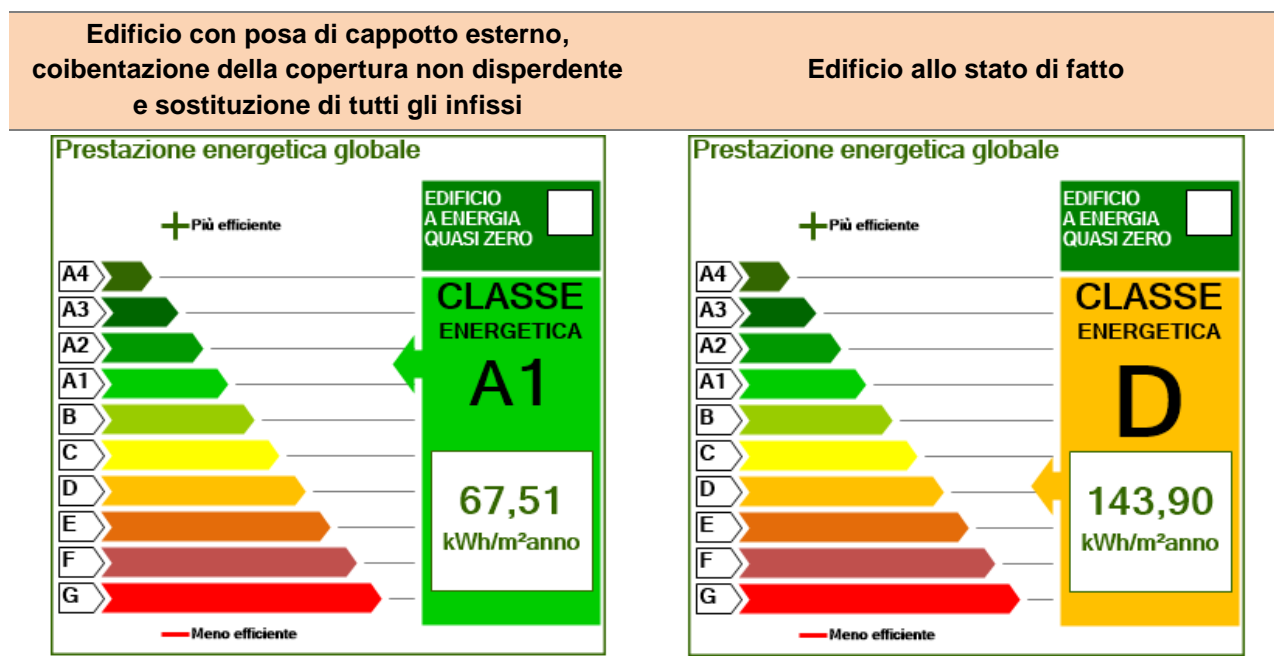 Edificio con posa di cappotto esterno,
coibentazione della copertura non disperdente
e sostituzione di tutti gli infissi
Edificio allo stato di fatto
Prestazione energetica globale
EDIFICIO
A ENERGIA
QUASI ZERO
Più efficiente
A4
A3
A2
A1
B
C
D
E
F
G
CLASSE
ENERGETICA
A1
67,51
kWh/m²anno
Meno efficiente
Prestazione energetica globale
EDIFICIO
A ENERGIA
QUASI ZERO
Più efficiente
A4
A3
A2
A1
B
C
D
E
F
G
CLASSE
ENERGETICA
D
143,90
kWh/m²anno
Meno efficiente